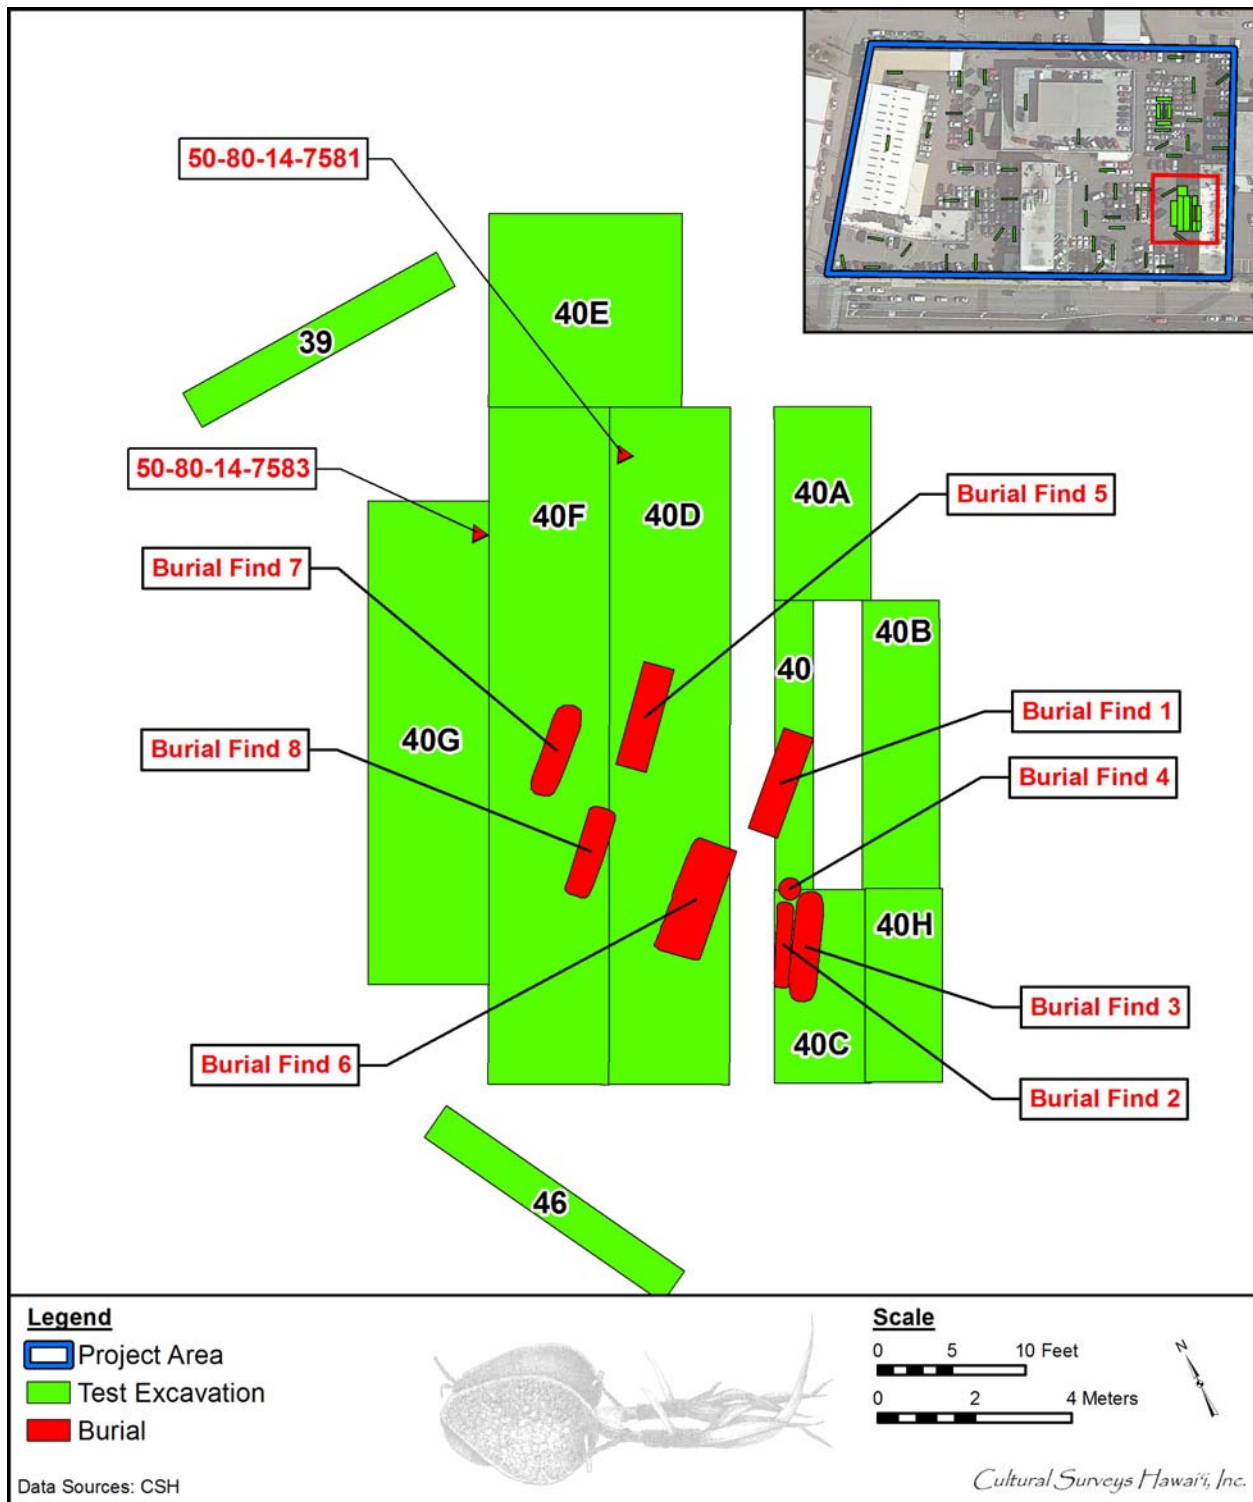 50-80-14-7581
40E
39
50-80-14-7583
40A
Burial Find 5
40F
40D
Burial Find 7
40B
40
Burial Find 1
40G
Burial Find 8
Burial Find 4
40H
Burial Find 3
40C
Burial Find 6
Burial Find 2
46
Legend
Project Area
Test Excavation
Burial
Data Sources: CSH
Scale
0 5 10 Feet
0 2 4 Meters
N
Cultural Surveys Hawaiʻi, Inc.